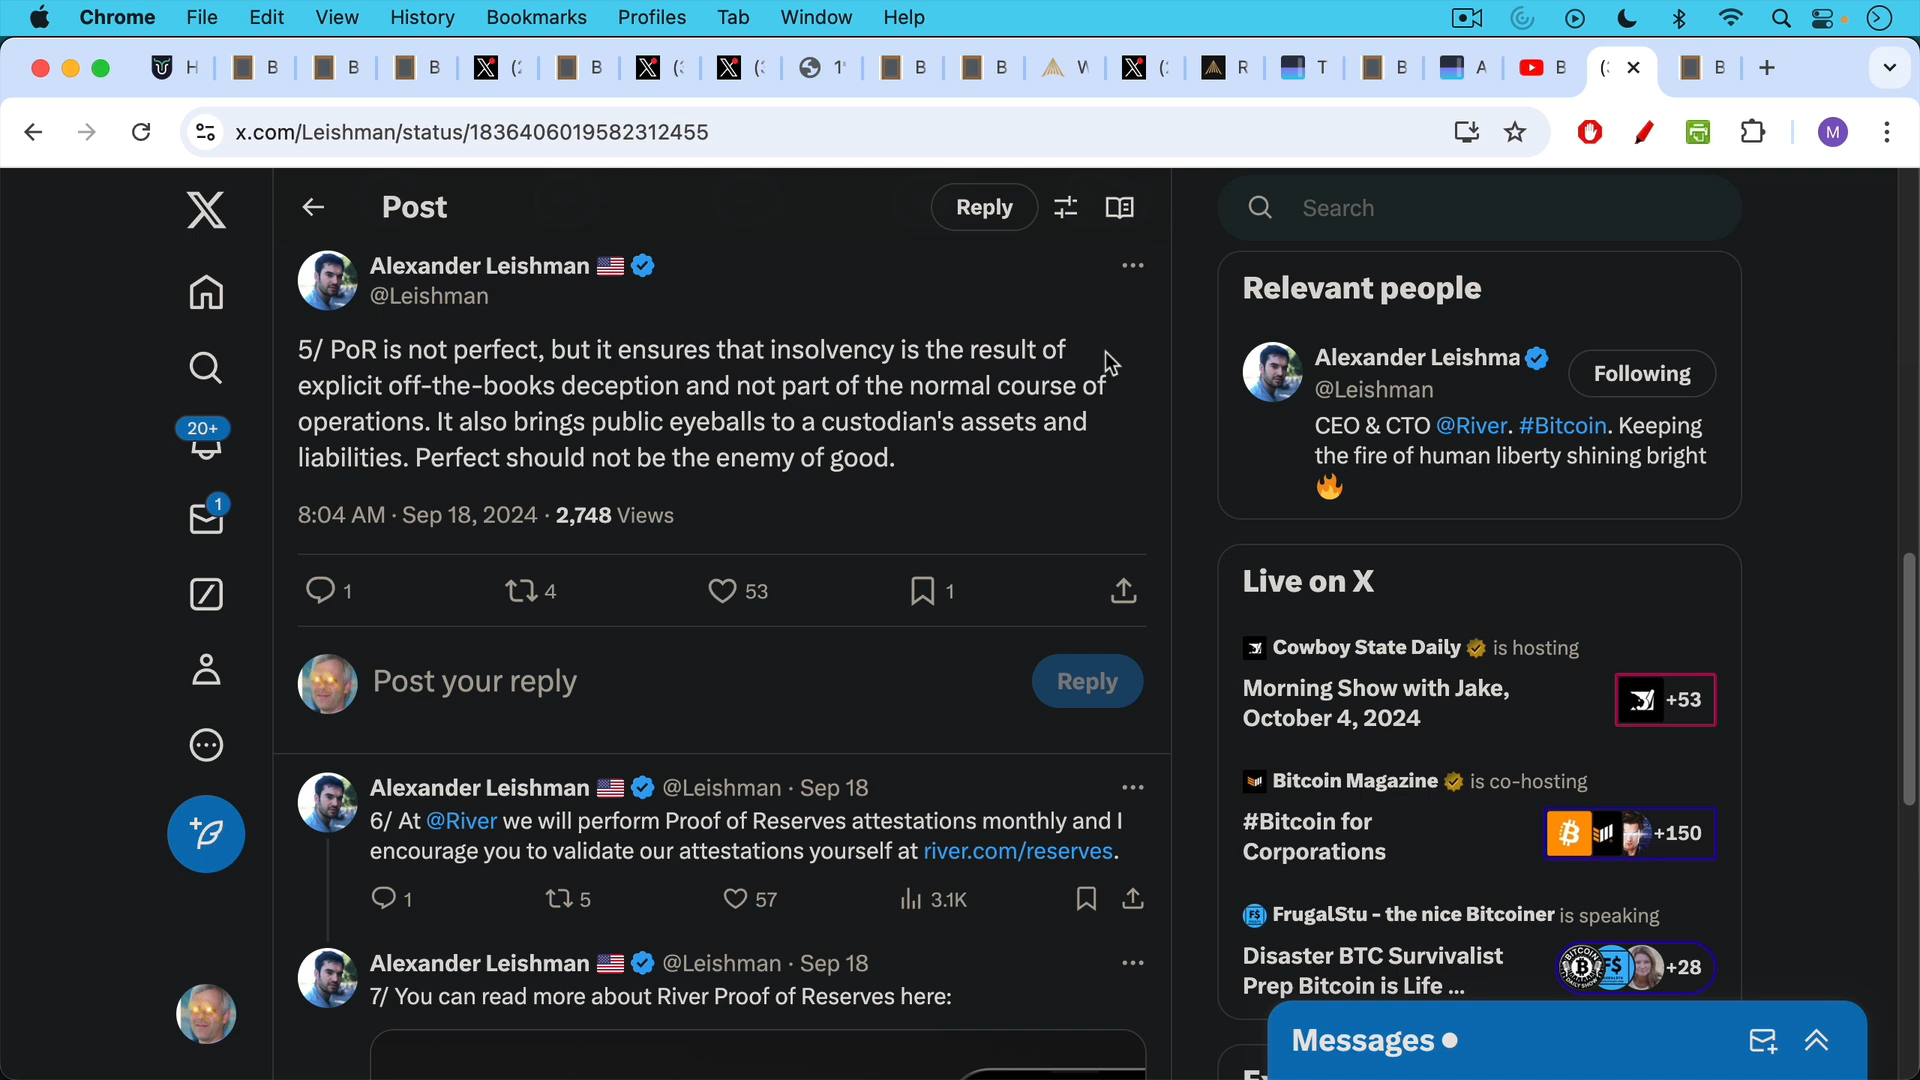 Chrome File Edit View History Bookmarks Profiles Tab Window Help
H B B B (2 B (3 (3 1' B B W (2 R T B A B (3 B
x.com/Leishman/status/1836406019582312455
M
Post
Reply
Search
Alexander Leishman
@Leishman
5/ PoR is not perfect, but it ensures that insolvency is the result of
explicit off-the-books deception and not part of the normal course of
operations. It also brings public eyeballs to a custodian's assets and
liabilities. Perfect should not be the enemy of good.
8:04 AM · Sep 18, 2024 · 2,748 Views
1 4 53 1
Post your reply
Reply
Alexander Leishman @Leishman · Sep 18
6/ At @River we will perform Proof of Reserves attestations monthly and I
encourage you to validate our attestations yourself at river.com/reserves.
1 5 57 3.1K
Alexander Leishman @Leishman · Sep 18
7/ You can read more about River Proof of Reserves here:
20+
1
Relevant people
Alexander Leishma
@Leishman
Following
CEO & CTO @River. #Bitcoin. Keeping
the fire of human liberty shining bright
Live on X
Cowboy State Daily is hosting
Morning Show with Jake,
October 4, 2024
+53
Bitcoin Magazine is co-hosting
#Bitcoin for
Corporations
+150
FrugalStu - the nice Bitcoiner is speaking
Disaster BTC Survivalist
Prep Bitcoin is Life ...
+28
Messages